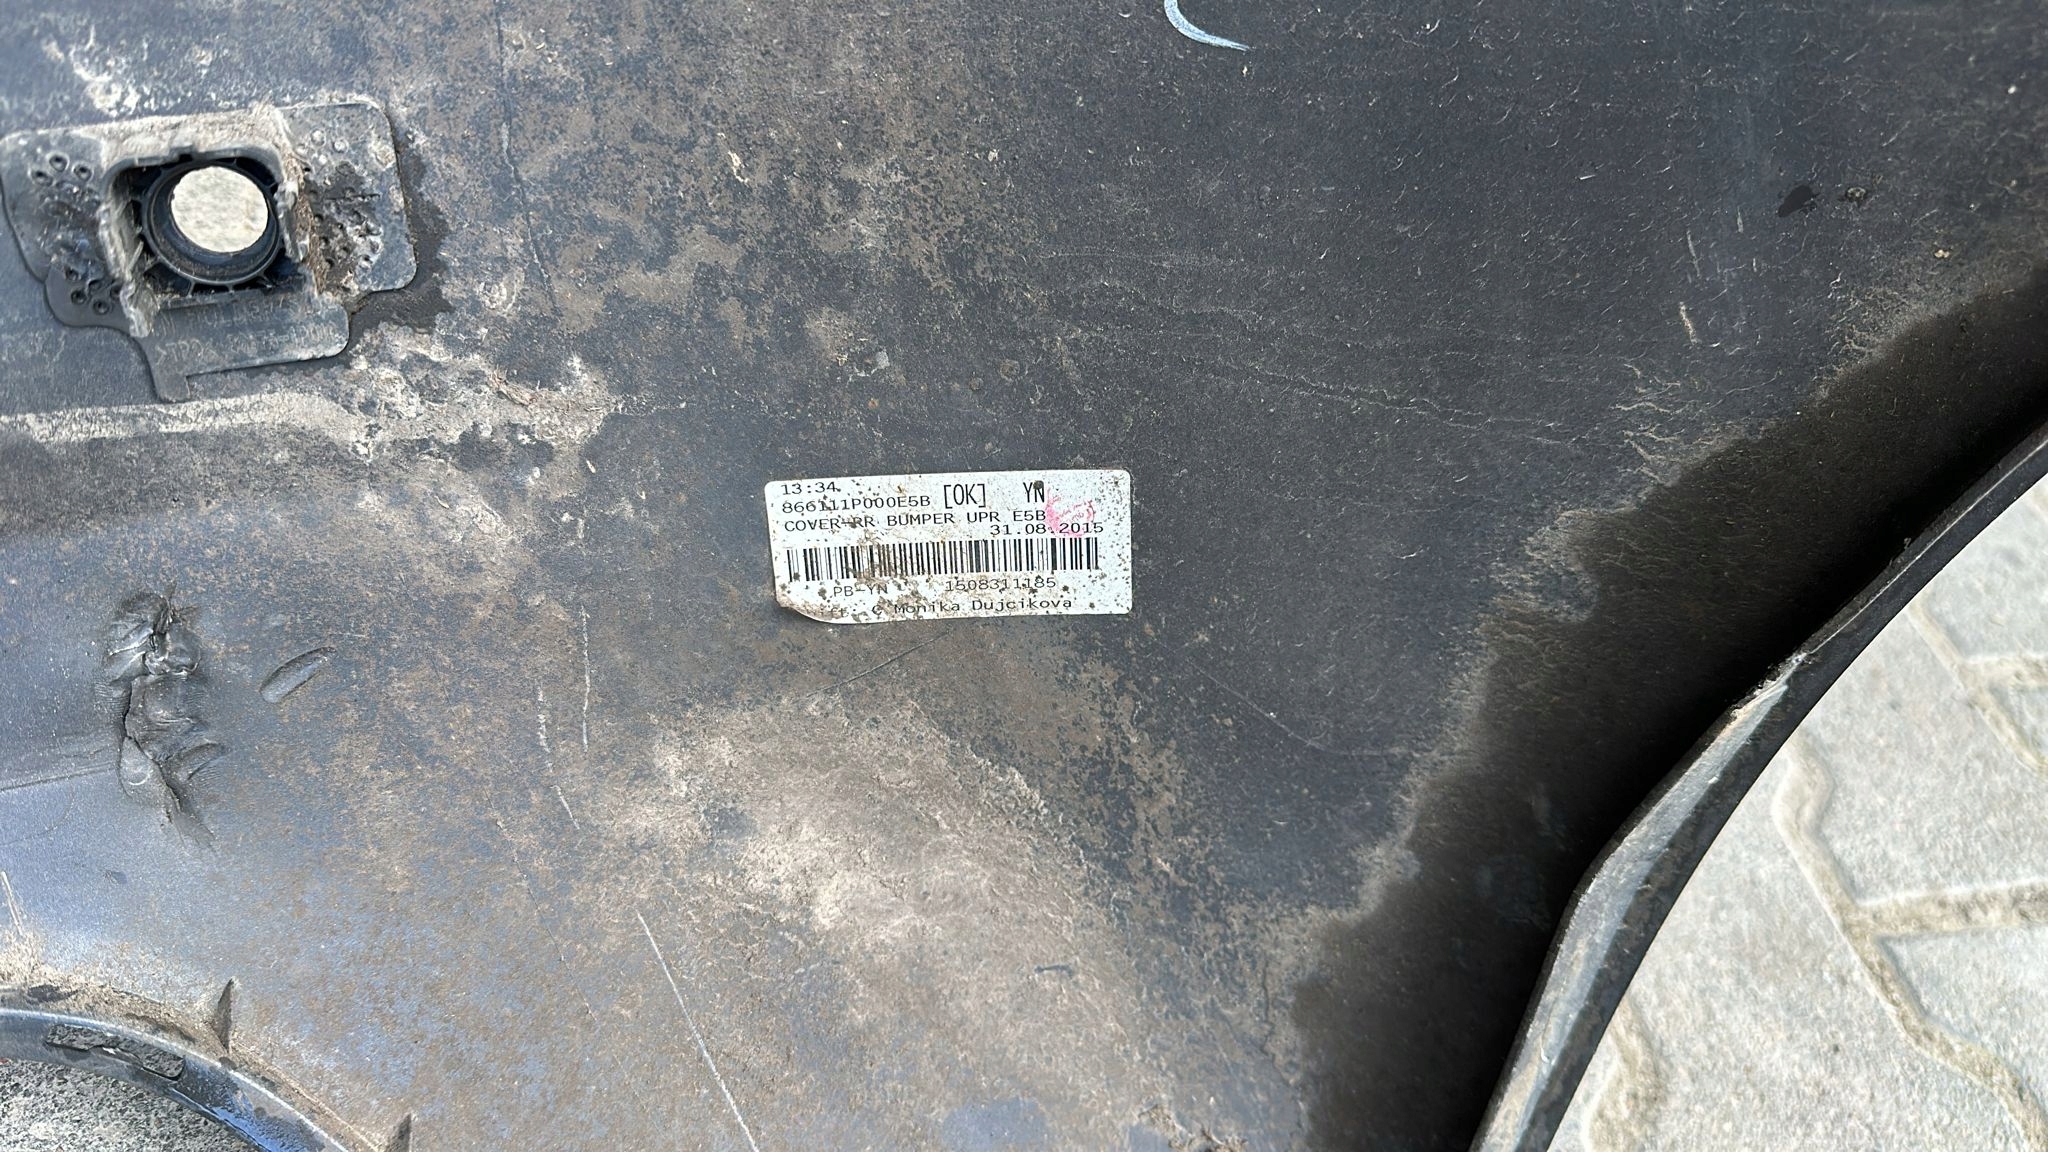 13:34
866111P000E5B [OK] YN
COVER-RR BUMPER UPR E5B
31.08.2015
PB-YN 1508311185
C Monika Dujcikova